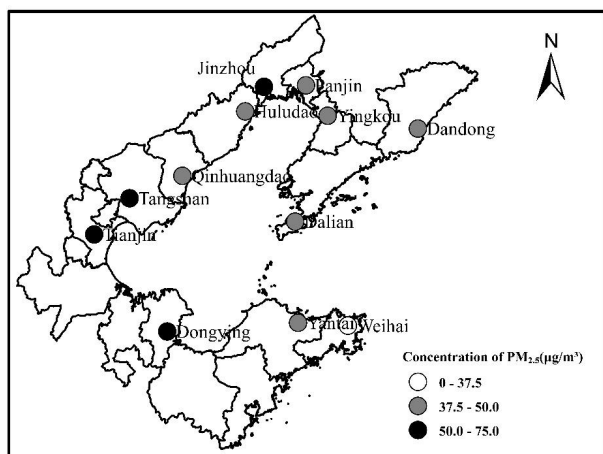 N
Jinzhou
Panjin
Huludao
Yingkou
Dandong
Qinhuangdao
Tangshan
Dalian
Tianjin
Yantai
Weihai
Dongying
Concentration of PM2.5(μg/m³)
0 - 37.5
37.5 - 50.0
50.0 - 75.0